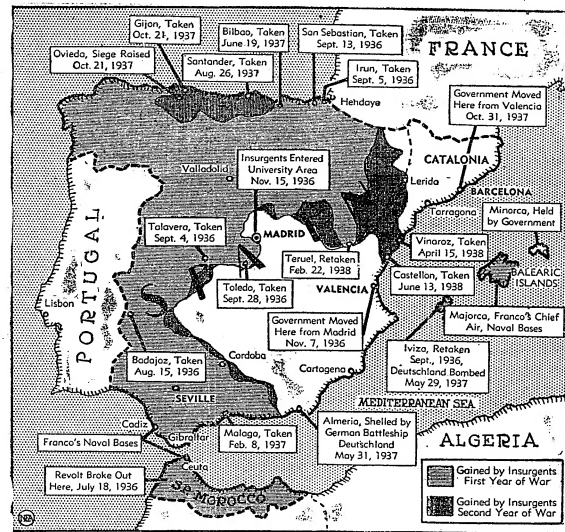 Gijon, Taken
Oct. 21, 1937
Bilbao, Taken
June 19, 1937
San Sebastian, Taken
Sept. 13, 1936
Oviedo, Siege Raised
Oct. 21, 1937
Santander, Taken
Aug. 26, 1937
Irun, Taken
Sept. 5, 1936
FRANCE
Hendaye
Government Moved
Here from Valencia
Oct. 31, 1937
Valladolid
Insurgents Entered
University Area
Nov. 15, 1936
CATALONIA
Lerida
BARCELONA
Tarragona
Minorca, Held
by Government
Talavera, Taken
Sept. 4, 1936
MADRID
Teruel, Retaken
Feb. 22, 1938
Vinaroz, Taken
April 15, 1938
PORTUGAL
SPAIN
Toledo, Taken
Sept. 28, 1936
VALENCIA
Castellon, Taken
June 13, 1938
BALEARIC
ISLANDS
Lisbon
Government Moved
Here from Madrid
Nov. 7, 1936
Majorca, Franco's Chief
Air, Naval Bases
Badajoz, Taken
Aug. 15, 1936
Cordoba
Cartagena
Iviza, Retaken
Sept., 1936,
Deutschland Bombed
May 29, 1937
SEVILLE
MEDITERRANEAN SEA
Cadiz
Gibraltar
Malaga, Taken
Feb. 8, 1937
Almeria, Shelled by
German Battleship
Deutschland
May 31, 1937
ALGERIA
Franco's Naval Bases
Ceuta
Revolt Broke Out
Here, July 18, 1936
SP. MOROCCO
Gained by Insurgents
First Year of War
Gained by Insurgents
Second Year of War
NEA